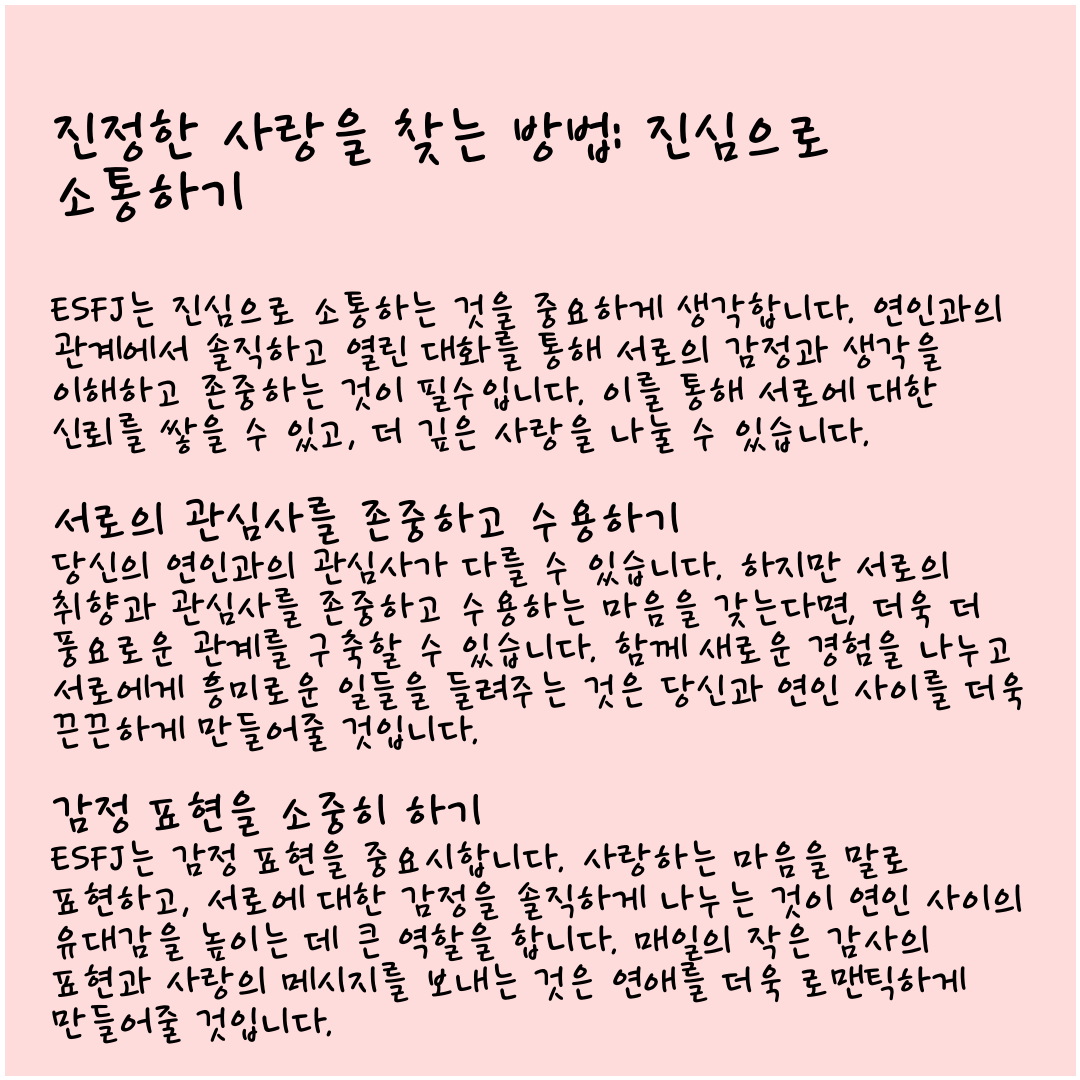 진정한 사랑을 찾는 방법: 진심으로
소통하기
ESFJ는 진심으로 소통하는 것을 중요하게 생각합니다. 연인과의
관계에서 솔직하고 열린 대화를 통해 서로의 감정과 생각을
이해하고 존중하는 것이 필수입니다. 이를 통해 서로에 대한
신뢰를 쌓을 수 있고, 더 깊은 사랑을 나눌 수 있습니다.
서로의 관심사를 존중하고 수용하기
당신의 연인과의 관심사가 다를 수 있습니다. 하지만 서로의
취향과 관심사를 존중하고 수용하는 마음을 갖는다면, 더욱 더
풍요로운 관계를 구축할 수 있습니다. 함께 새로운 경험을 나누고
서로에게 흥미로운 일들을 들려주는 것은 당신과 연인 사이를 더욱
끈끈하게 만들어줄 것입니다.
감정 표현을 소중히 하기
ESFJ는 감정 표현을 중요시합니다. 사랑하는 마음을 말로
표현하고, 서로에 대한 감정을 솔직하게 나누는 것이 연인 사이의
유대감을 높이는 데 큰 역할을 합니다. 매일의 작은 감사의
표현과 사랑의 메시지를 보내는 것은 연애를 더욱 로맨틱하게
만들어줄 것입니다.